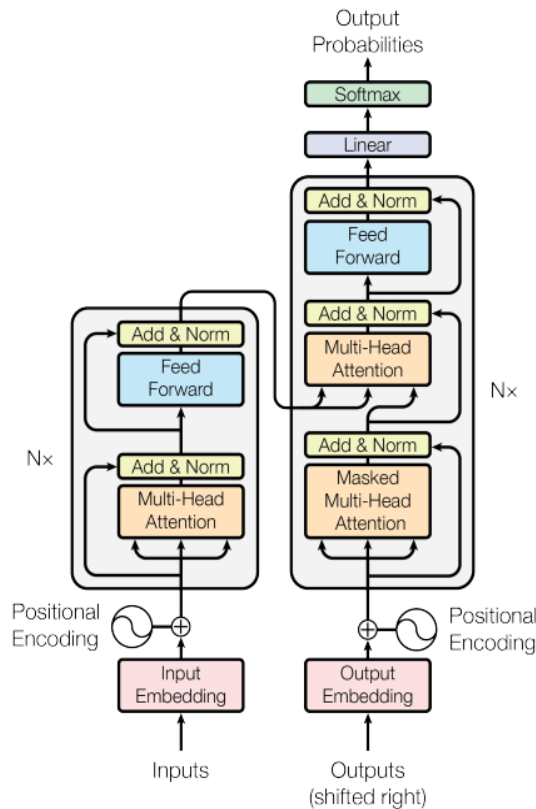 Output
Probabilities
Softmax
Linear
Add & Norm
Feed
Forward
Add & Norm
Multi-Head
Attention
Add & Norm
Masked
Multi-Head
Attention
N×
Add & Norm
Feed
Forward
Add & Norm
Multi-Head
Attention
N×
Positional
Encoding
Positional
Encoding
Input
Embedding
Output
Embedding
Inputs
Outputs
(shifted right)